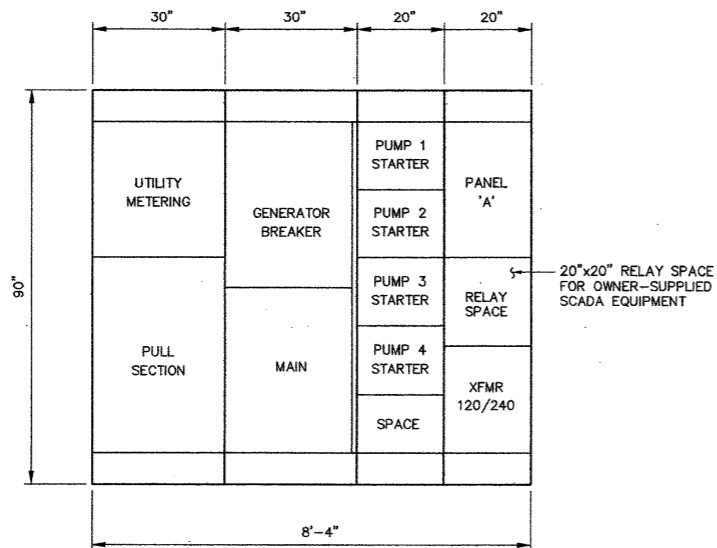 30"
30"
20"
20"
90"
UTILITY
METERING
PULL
SECTION
GENERATOR
BREAKER
MAIN
PUMP 1
STARTER
PUMP 2
STARTER
PUMP 3
STARTER
PUMP 4
STARTER
SPACE
PANEL
'A'
RELAY
SPACE
XFMR
120/240
20"x20" RELAY SPACE
FOR OWNER-SUPPLIED
SCADA EQUIPMENT
8'-4"